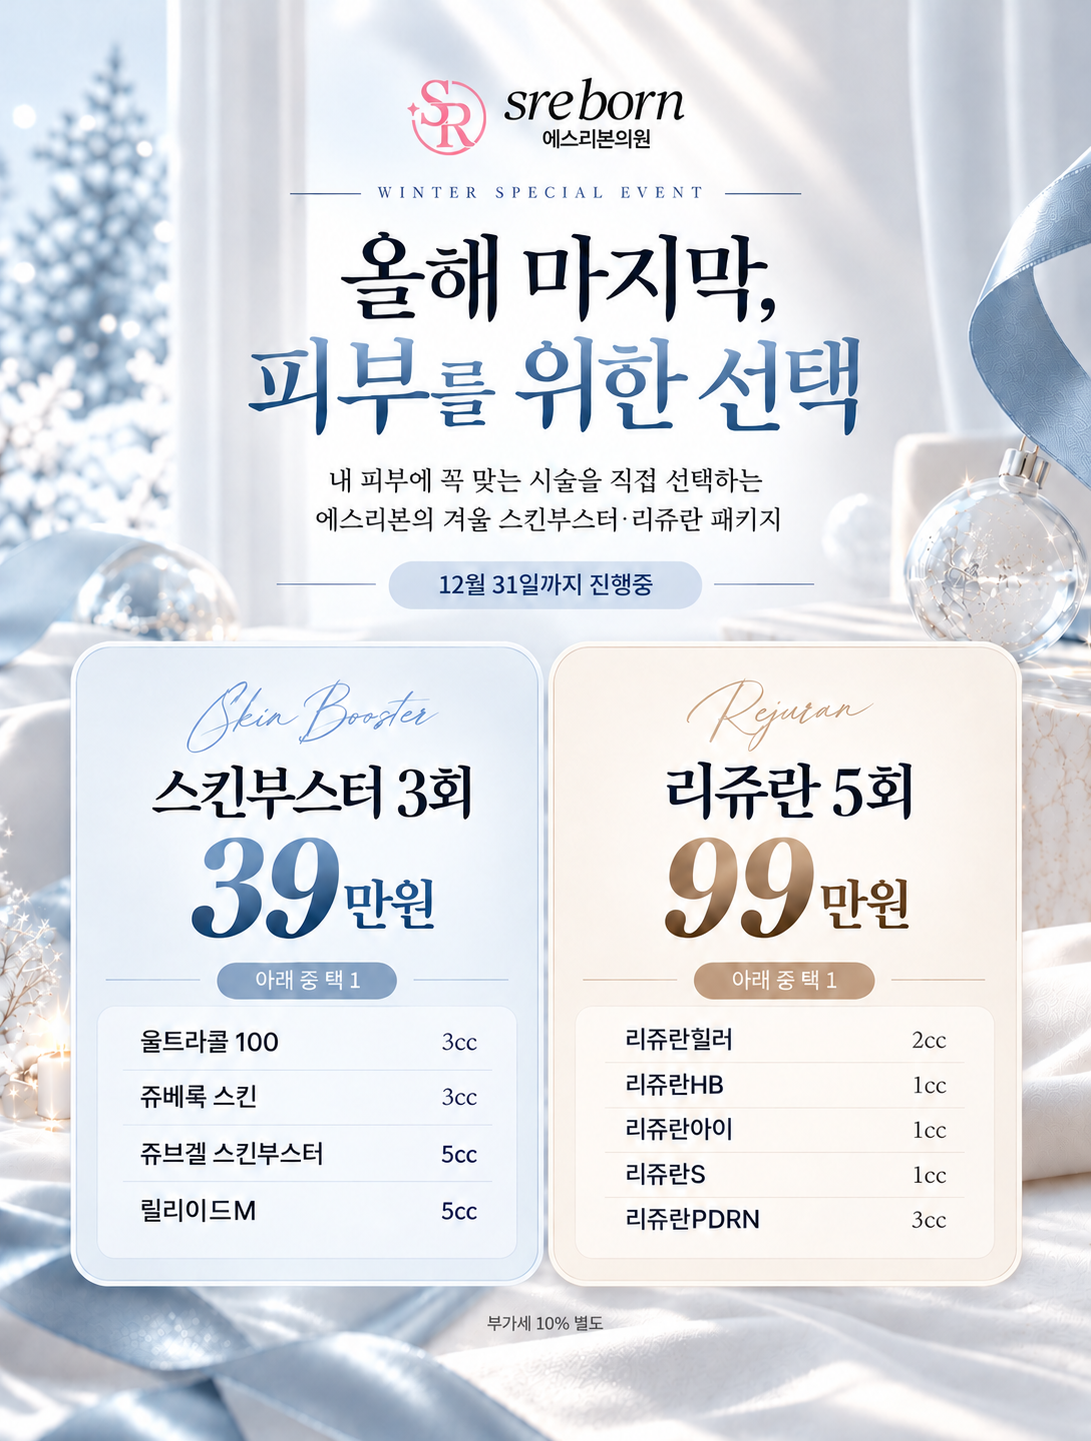 SR
sreborn
에스리본의원
WINTER SPECIAL EVENT
올해 마지막,
피부를 위한 선택
내 피부에 꼭 맞는 시술을 직접 선택하는
에스리본의 겨울 스킨부스터·리쥬란 패키지
12월 31일까지 진행중
Skin Booster
스킨부스터 3회
39만원
아래 중 택 1
울트라콜 100 3cc
쥬베룩 스킨 3cc
쥬브겔 스킨부스터 5cc
릴리이드M 5cc
Rejuran
리쥬란 5회
99만원
아래 중 택 1
리쥬란힐러 2cc
리쥬란HB 1cc
리쥬란아이 1cc
리쥬란S 1cc
리쥬란PDRN 3cc
부가세 10% 별도